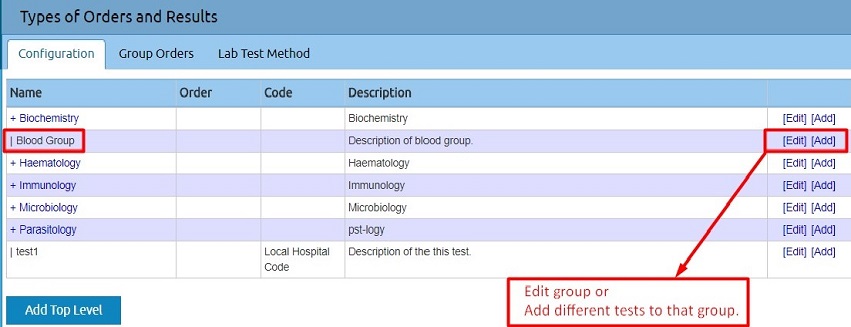 Types of Orders and Results
Configuration Group Orders Lab Test Method
Name Order Code Description
+ Biochemistry Biochemistry [Edit] [Add]
| Blood Group Description of blood group. [Edit] [Add]
+ Haematology Haematology [Edit] [Add]
+ Immunology Immunology [Edit] [Add]
+ Microbiology Microbiology [Edit] [Add]
+ Parasitology pst-logy [Edit] [Add]
| test1 Local Hospital Description of the this test. [Edit] [Add]
Code
Edit group or
Add different tests to that group.
Add Top Level